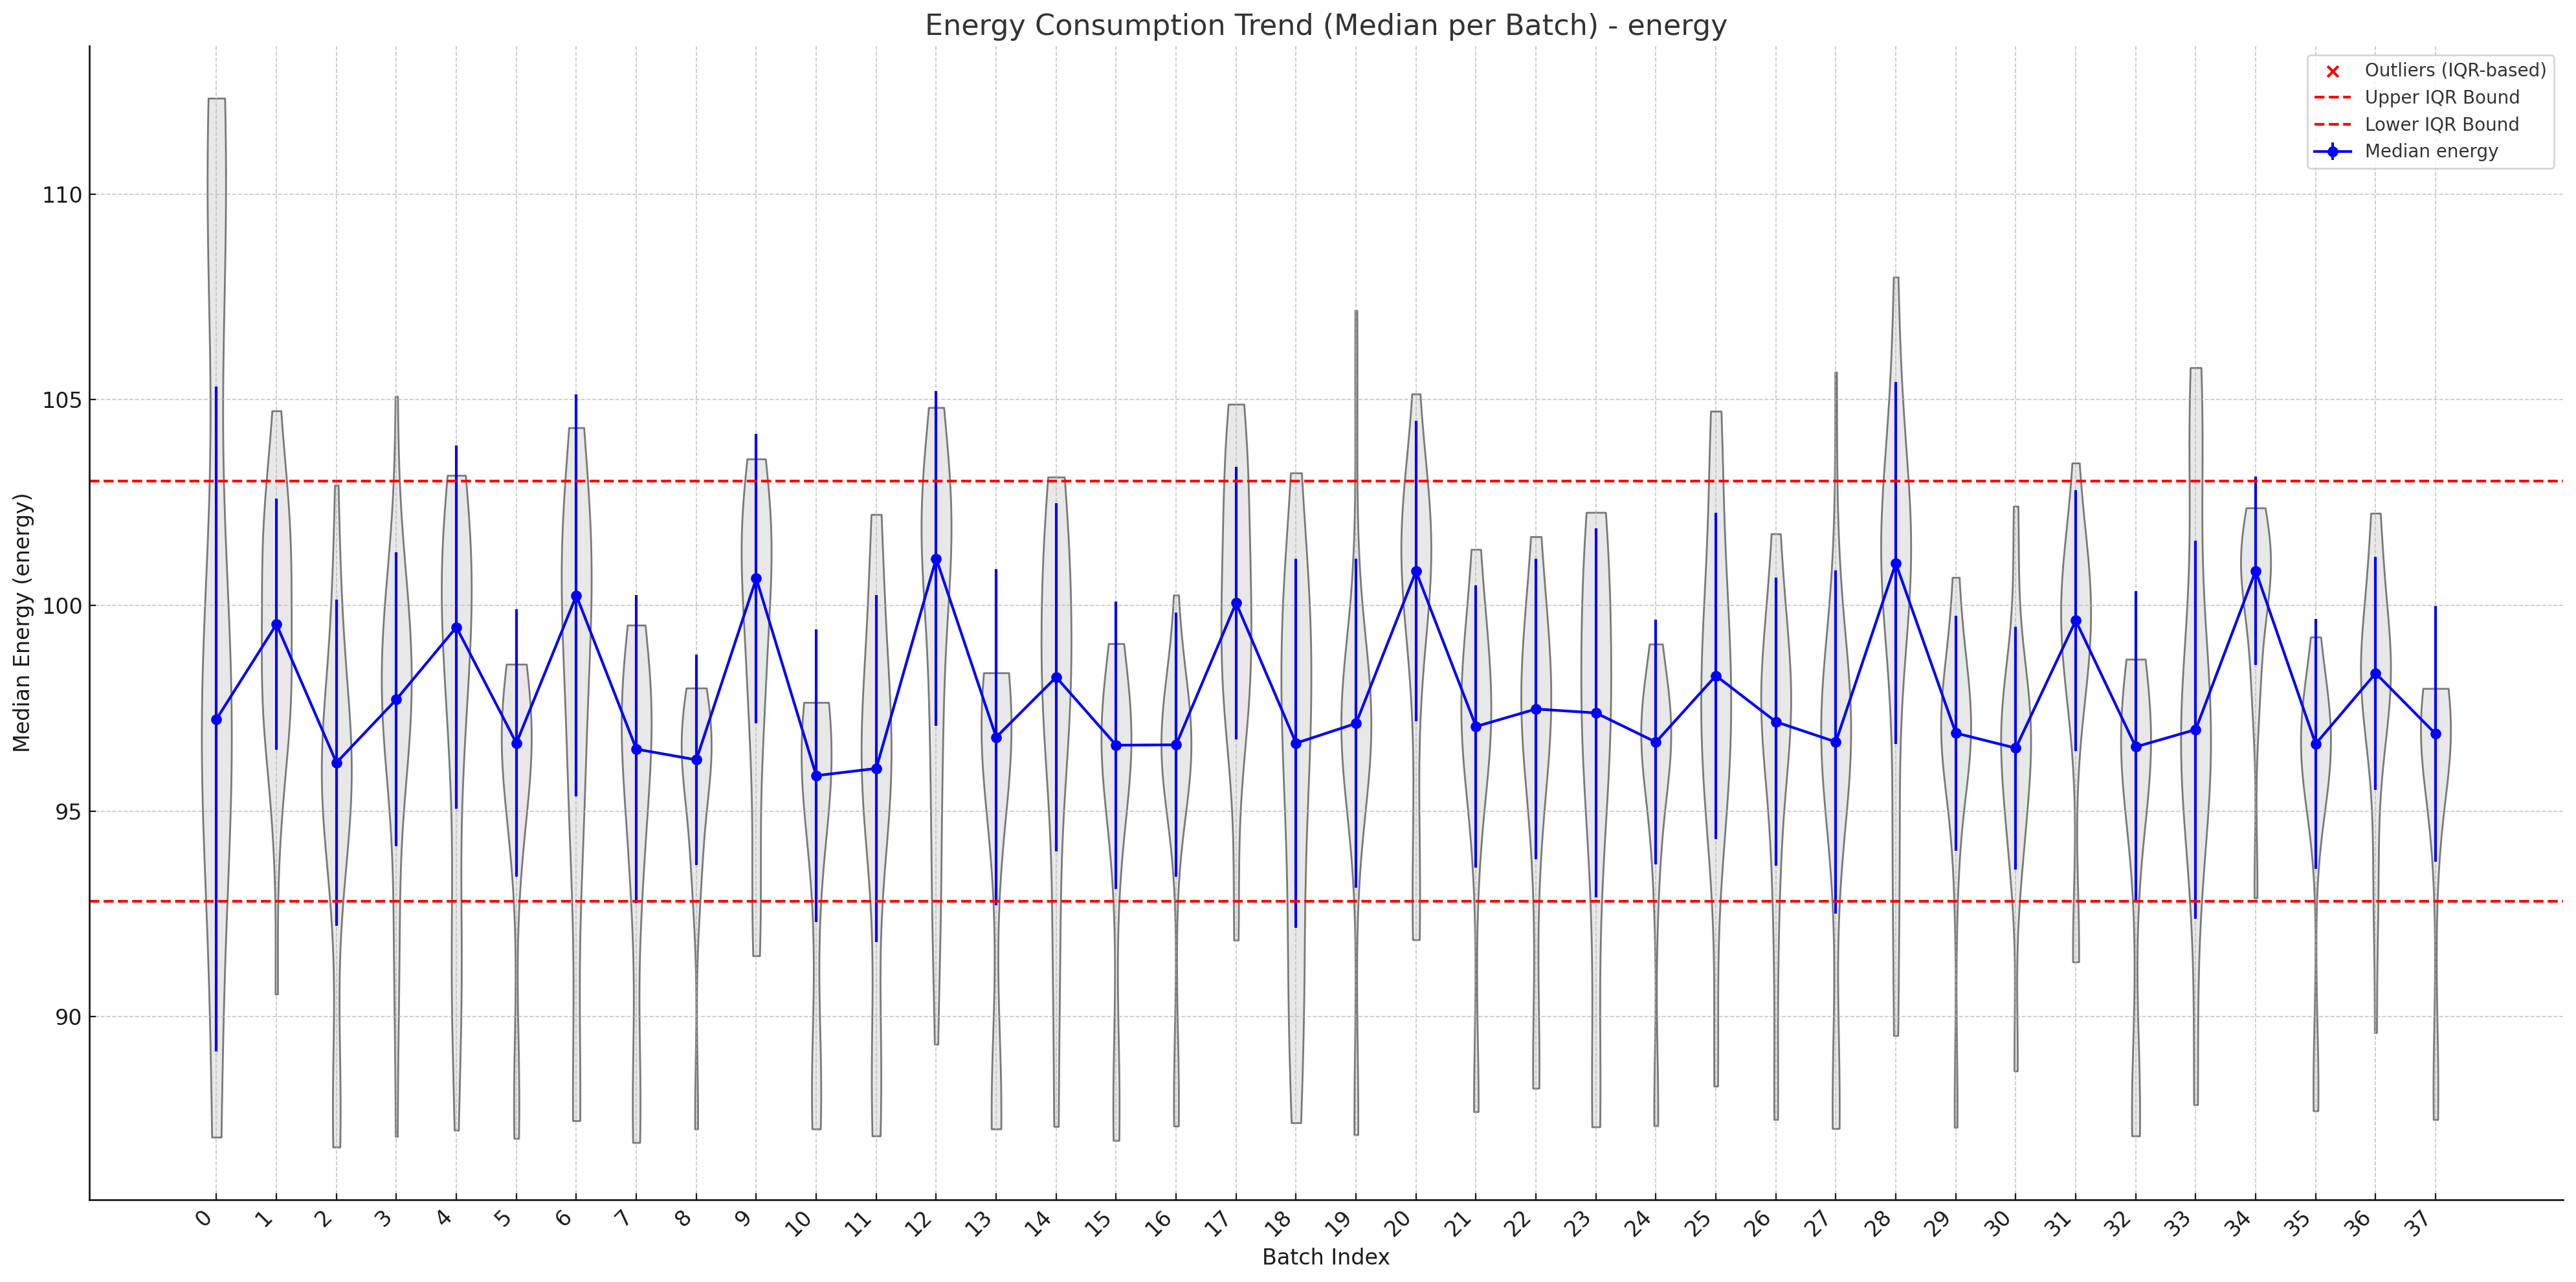 Energy Consumption Trend (Median per Batch) - energy
Outliers (IQR-based)
Upper IQR Bound
Lower IQR Bound
Median energy
Median Energy (energy)
110
105
100
95
90
0 1 2 3 4 5 6 7 8 9 10 11 12 13 14 15 16 17 18 19 20 21 22 23 24 25 26 27 28 29 30 31 32 33 34 35 36 37
Batch Index